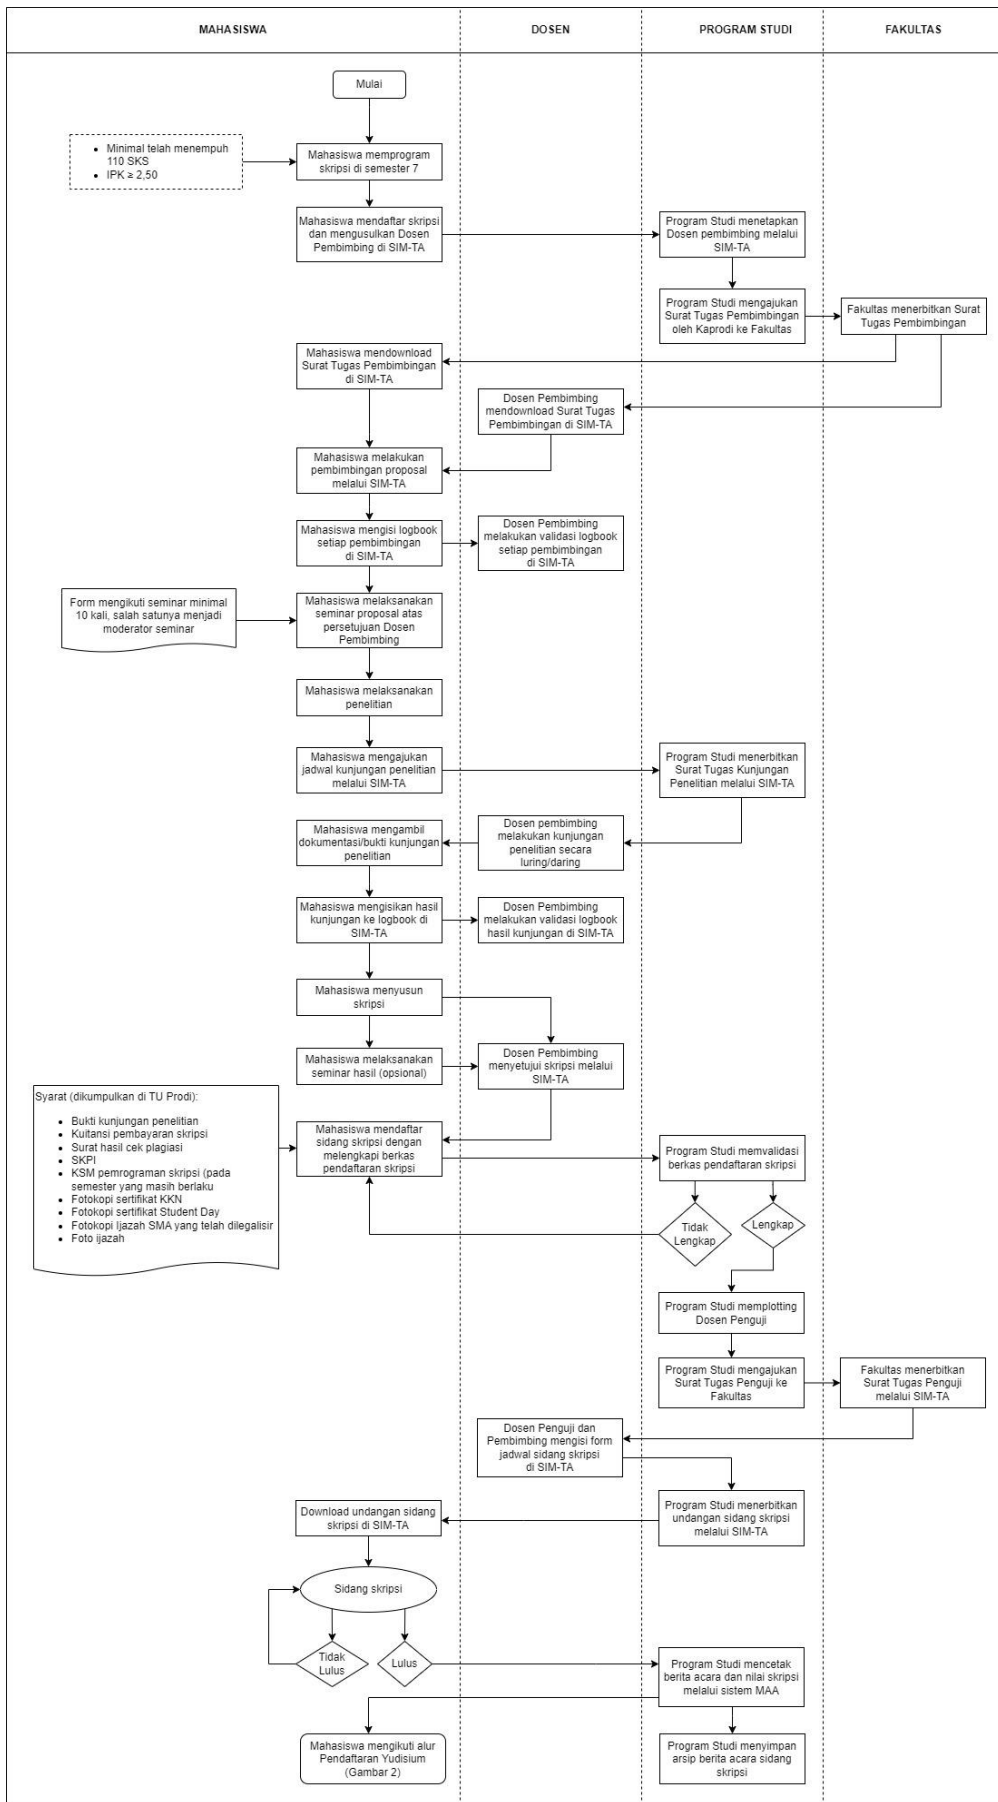 MAHASISWA
DOSEN
PROGRAM STUDI
FAKULTAS
Mulai
• Minimal telah menempuh
110 SKS
• IPK ≥ 2,50
Mahasiswa memprogram
skripsi di semester 7
Mahasiswa mendaftar skripsi
dan mengusulkan Dosen
Pembimbing di SIM-TA
Program Studi menetapkan
Dosen pembimbing melalui
SIM-TA
Program Studi mengajukan
Surat Tugas Pembimbingan
oleh Kaprodi ke Fakultas
Fakultas menerbitkan Surat
Tugas Pembimbingan
Mahasiswa mendownload
Surat Tugas Pembimbingan
di SIM-TA
Dosen Pembimbing
mendownload Surat Tugas
Pembimbingan di SIM-TA
Mahasiswa melakukan
pembimbingan proposal
melalui SIM-TA
Mahasiswa mengisi logbook
setiap pembimbingan
di SIM-TA
Dosen Pembimbing
melakukan validasi logbook
setiap pembimbingan
di SIM-TA
Form mengikuti seminar minimal
10 kali, salah satunya menjadi
moderator seminar
Mahasiswa melaksanakan
seminar proposal atas
persetujuan Dosen
Pembimbing
Mahasiswa melaksanakan
penelitian
Mahasiswa mengajukan
jadwal kunjungan penelitian
melalui SIM-TA
Program Studi menerbitkan
Surat Tugas Kunjungan
Penelitian melalui SIM-TA
Mahasiswa mengambil
dokumentasi/bukti kunjungan
penelitian
Dosen pembimbing
melakukan kunjungan
penelitian secara
luring/daring
Mahasiswa mengisikan hasil
kunjungan ke logbook di
SIM-TA
Dosen Pembimbing
melakukan validasi logbook
hasil kunjungan di SIM-TA
Mahasiswa menyusun
skripsi
Mahasiswa melaksanakan
seminar hasil (opsional)
Dosen Pembimbing
menyetujui skripsi melalui
SIM-TA
Syarat (dikumpulkan di TU Prodi):
• Bukti kunjungan penelitian
• Kuitansi pembayaran skripsi
• Surat hasil cek plagiasi
• SKPI
• KSM pemrograman skripsi (pada
semester yang masih berlaku
• Fotokopi sertifikat KKN
• Fotokopi sertifikat Student Day
• Fotokopi Ijazah SMA yang telah dilegalisir
• Foto ijazah
Mahasiswa mendaftar
sidang skripsi dengan
melengkapi berkas
pendaftaran skripsi
Program Studi memvalidasi
berkas pendaftaran skripsi
Tidak
Lengkap
Lengkap
Program Studi memplotting
Dosen Penguji
Program Studi mengajukan
Surat Tugas Penguji ke
Fakultas
Fakultas menerbitkan
Surat Tugas Penguji
melalui SIM-TA
Dosen Penguji dan
Pembimbing mengisi form
jadwal sidang skripsi
di SIM-TA
Program Studi menerbitkan
undangan sidang skripsi
melalui SIM-TA
Download undangan sidang
skripsi di SIM-TA
Sidang skripsi
Tidak
Lulus
Lulus
Program Studi mencetak
berita acara dan nilai skripsi
melalui sistem MAA
Mahasiswa mengikuti alur
Pendaftaran Yudisium
(Gambar 2)
Program Studi menyimpan
arsip berita acara sidang
skripsi